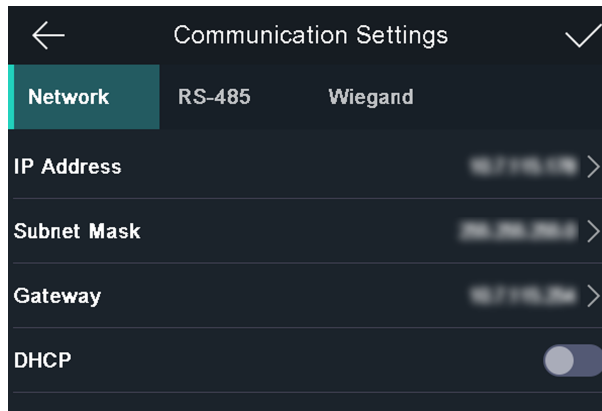 Communication Settings
Network RS-485 Wiegand
IP Address
Subnet Mask
Gateway
DHCP